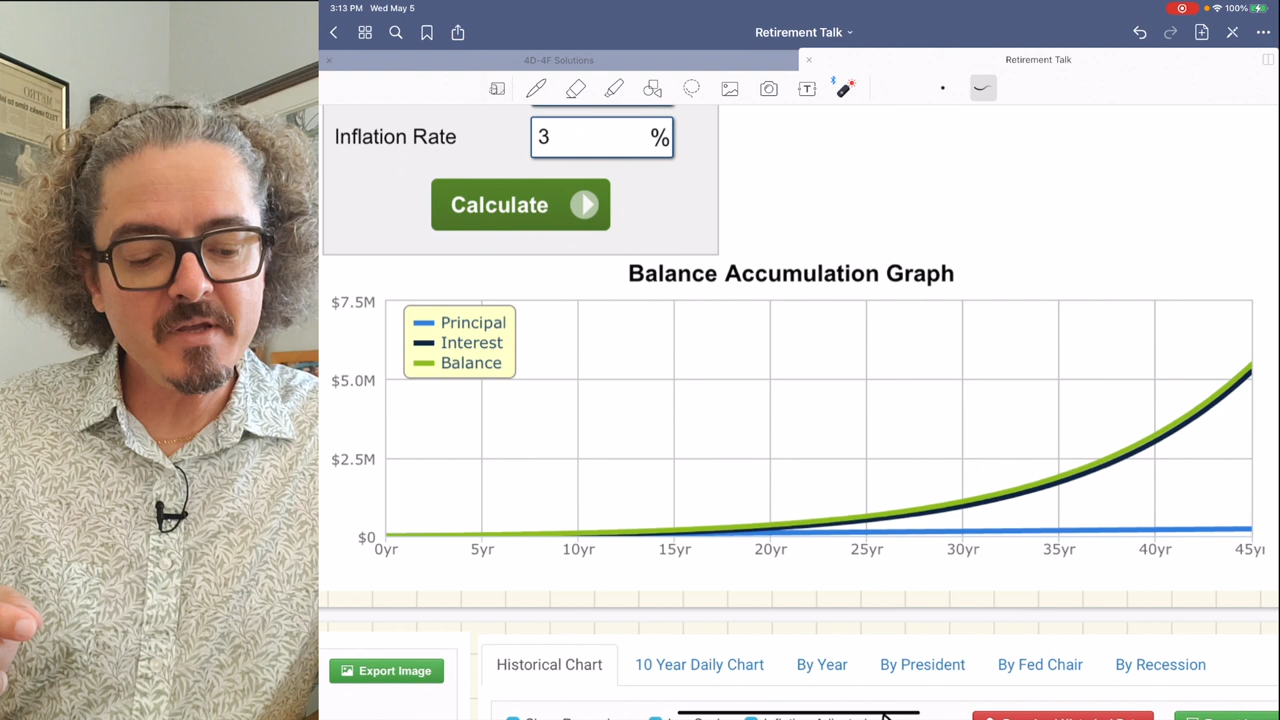 3:13 PM Wed May 5
100%
Retirement Talk
4D-4F Solutions
Retirement Talk
T
Inflation Rate
3 %
Calculate
Balance Accumulation Graph
$7.5M
$5.0M
$2.5M
$0
Principal
Interest
Balance
0yr 5yr 10yr 15yr 20yr 25yr 30yr 35yr 40yr 45yr
Export Image
Historical Chart 10 Year Daily Chart By Year By President By Fed Chair By Recession